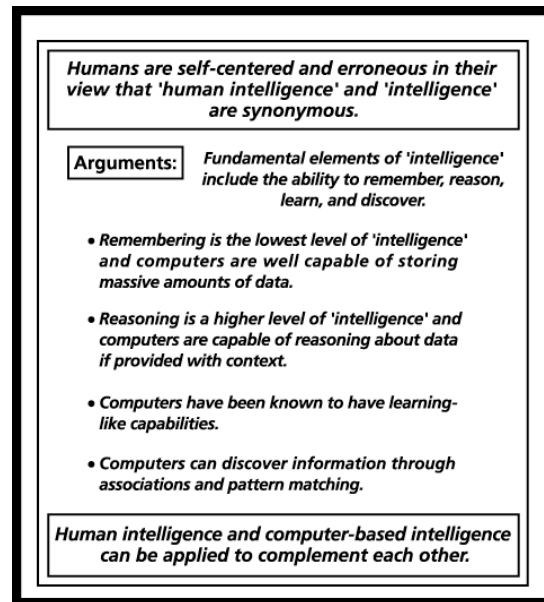 Humans are self-centered and erroneous in their
view that 'human intelligence' and 'intelligence'
are synonymous.
Arguments:
Fundamental elements of 'intelligence'
include the ability to remember, reason,
learn, and discover.
• Remembering is the lowest level of 'intelligence'
and computers are well capable of storing
massive amounts of data.
• Reasoning is a higher level of 'intelligence' and
computers are capable of reasoning about data
if provided with context.
• Computers have been known to have learning-
like capabilities.
• Computers can discover information through
associations and pattern matching.
Human intelligence and computer-based intelligence
can be applied to complement each other.